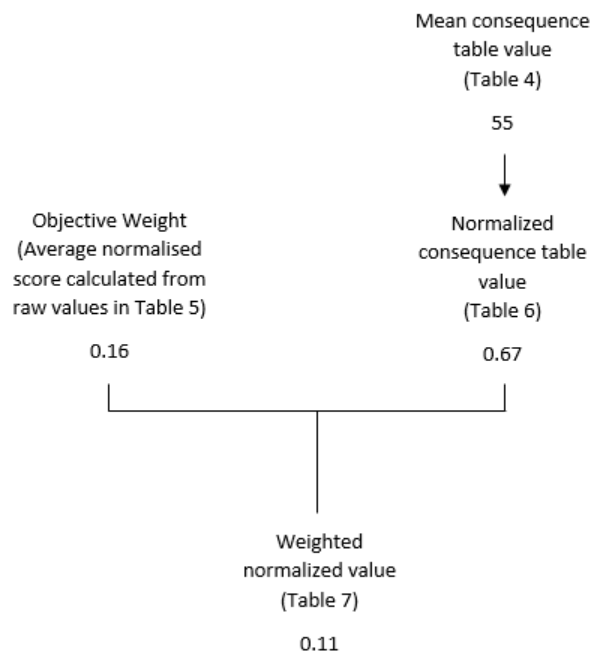 Mean consequence
table value
(Table 4)
55
Objective Weight
(Average normalised
score calculated from
raw values in Table 5)
0.16
Normalized
consequence table
value
(Table 6)
0.67
Weighted
normalized value
(Table 7)
0.11